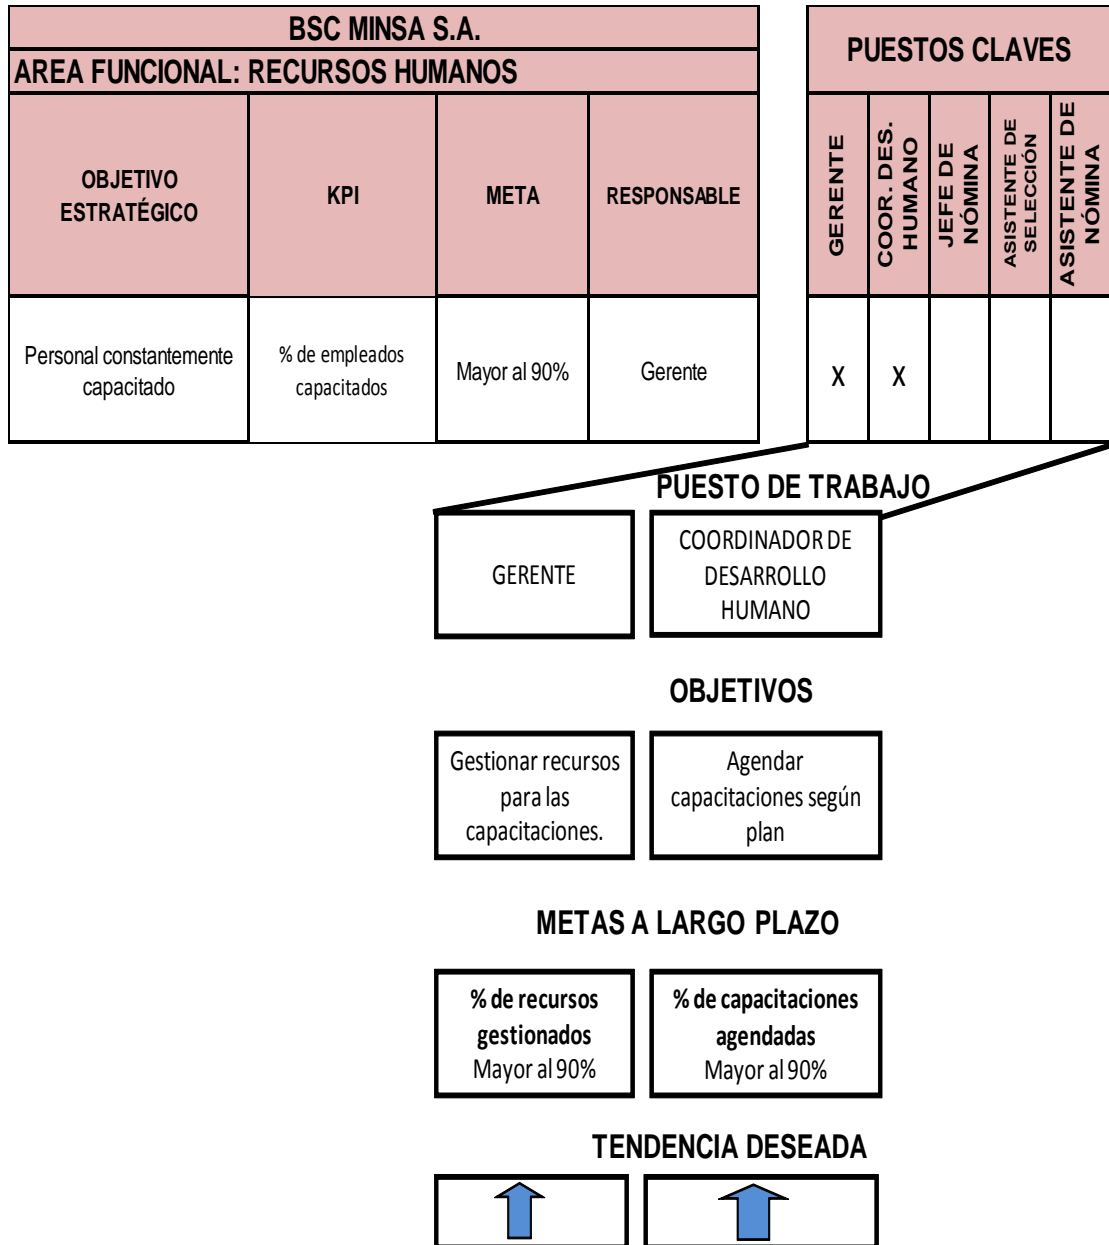 BSC MINSA S.A.
AREA FUNCIONAL: RECURSOS HUMANOS
OBJETIVO
ESTRATÉGICO
KPI
META
RESPONSABLE
PUESTOS CLAVES
GERENTE
COOR. DES.
HUMANO
JEFE DE
NÓMINA
ASISTENTE DE
SELECCIÓN
ASISTENTE DE
NÓMINA
Personal constantemente
capacitado
% de empleados
capacitados
Mayor al 90%
Gerente
X
X
PUESTO DE TRABAJO
GERENTE
COORDINADOR DE
DESARROLLO
HUMANO
OBJETIVOS
Gestionar recursos
para las
capacitaciones.
Agendar
capacitaciones según
plan
METAS A LARGO PLAZO
% de recursos
gestionados
Mayor al 90%
% de capacitaciones
agendadas
Mayor al 90%
TENDENCIA DESEADA